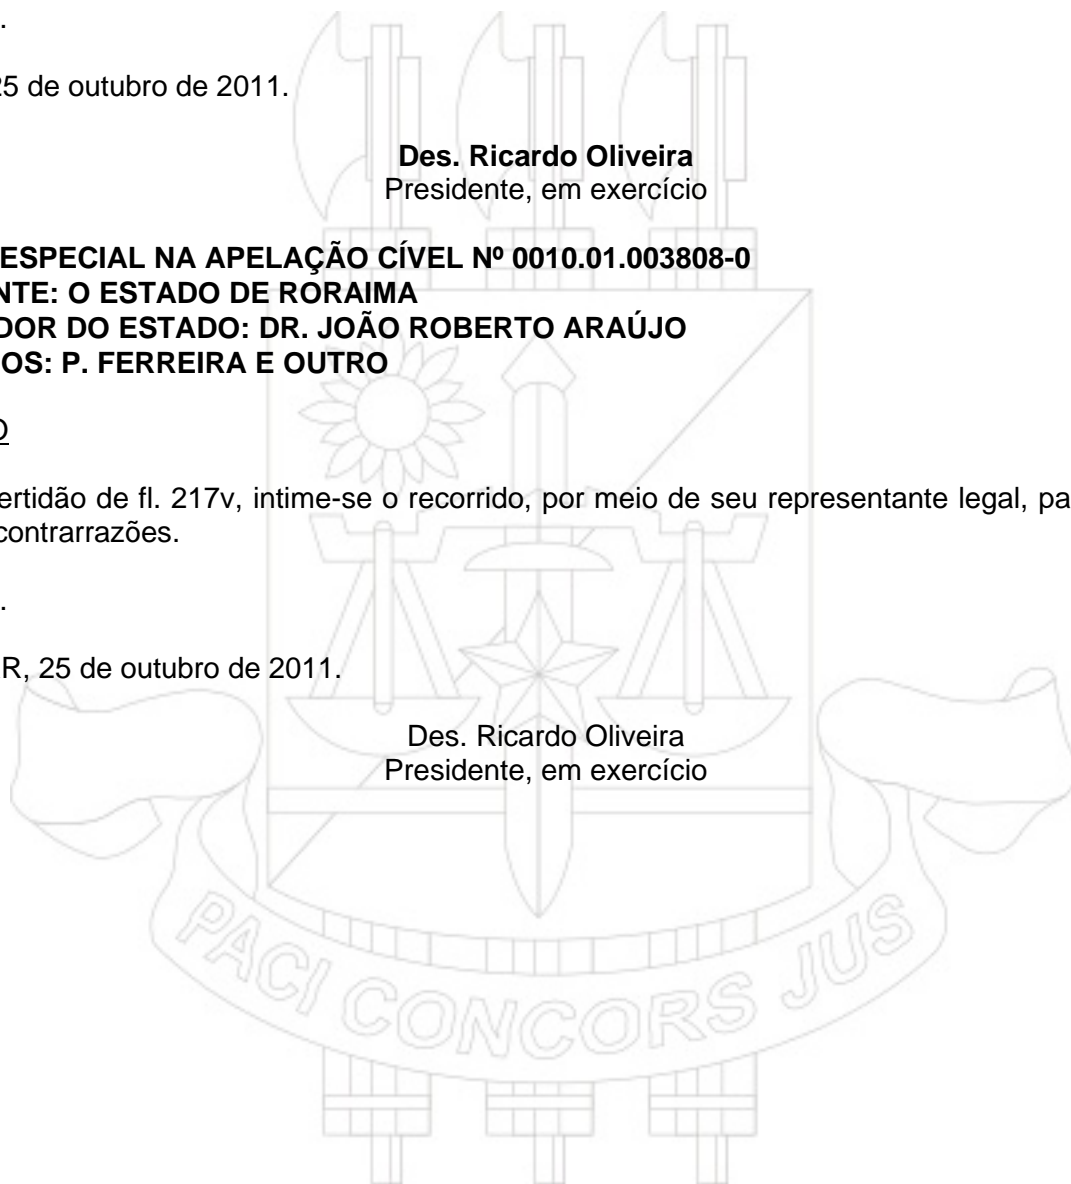 .
25 de outubro de 2011.
Des. Ricardo Oliveira
Presidente, em exercício
ESPECIAL NA APELAÇÃO CÍVEL Nº 0010.01.003808-0
NTE: O ESTADO DE RORAIMA
DOR DO ESTADO: DR. JOÃO ROBERTO ARAÚJO
OS: P. FERREIRA E OUTRO
O
ertidão de fl. 217v, intime-se o recorrido, por meio de seu representante legal, pa
contrarrazões.
.
R, 25 de outubro de 2011.
Des. Ricardo Oliveira
Presidente, em exercício
PACI CONCORS JUS